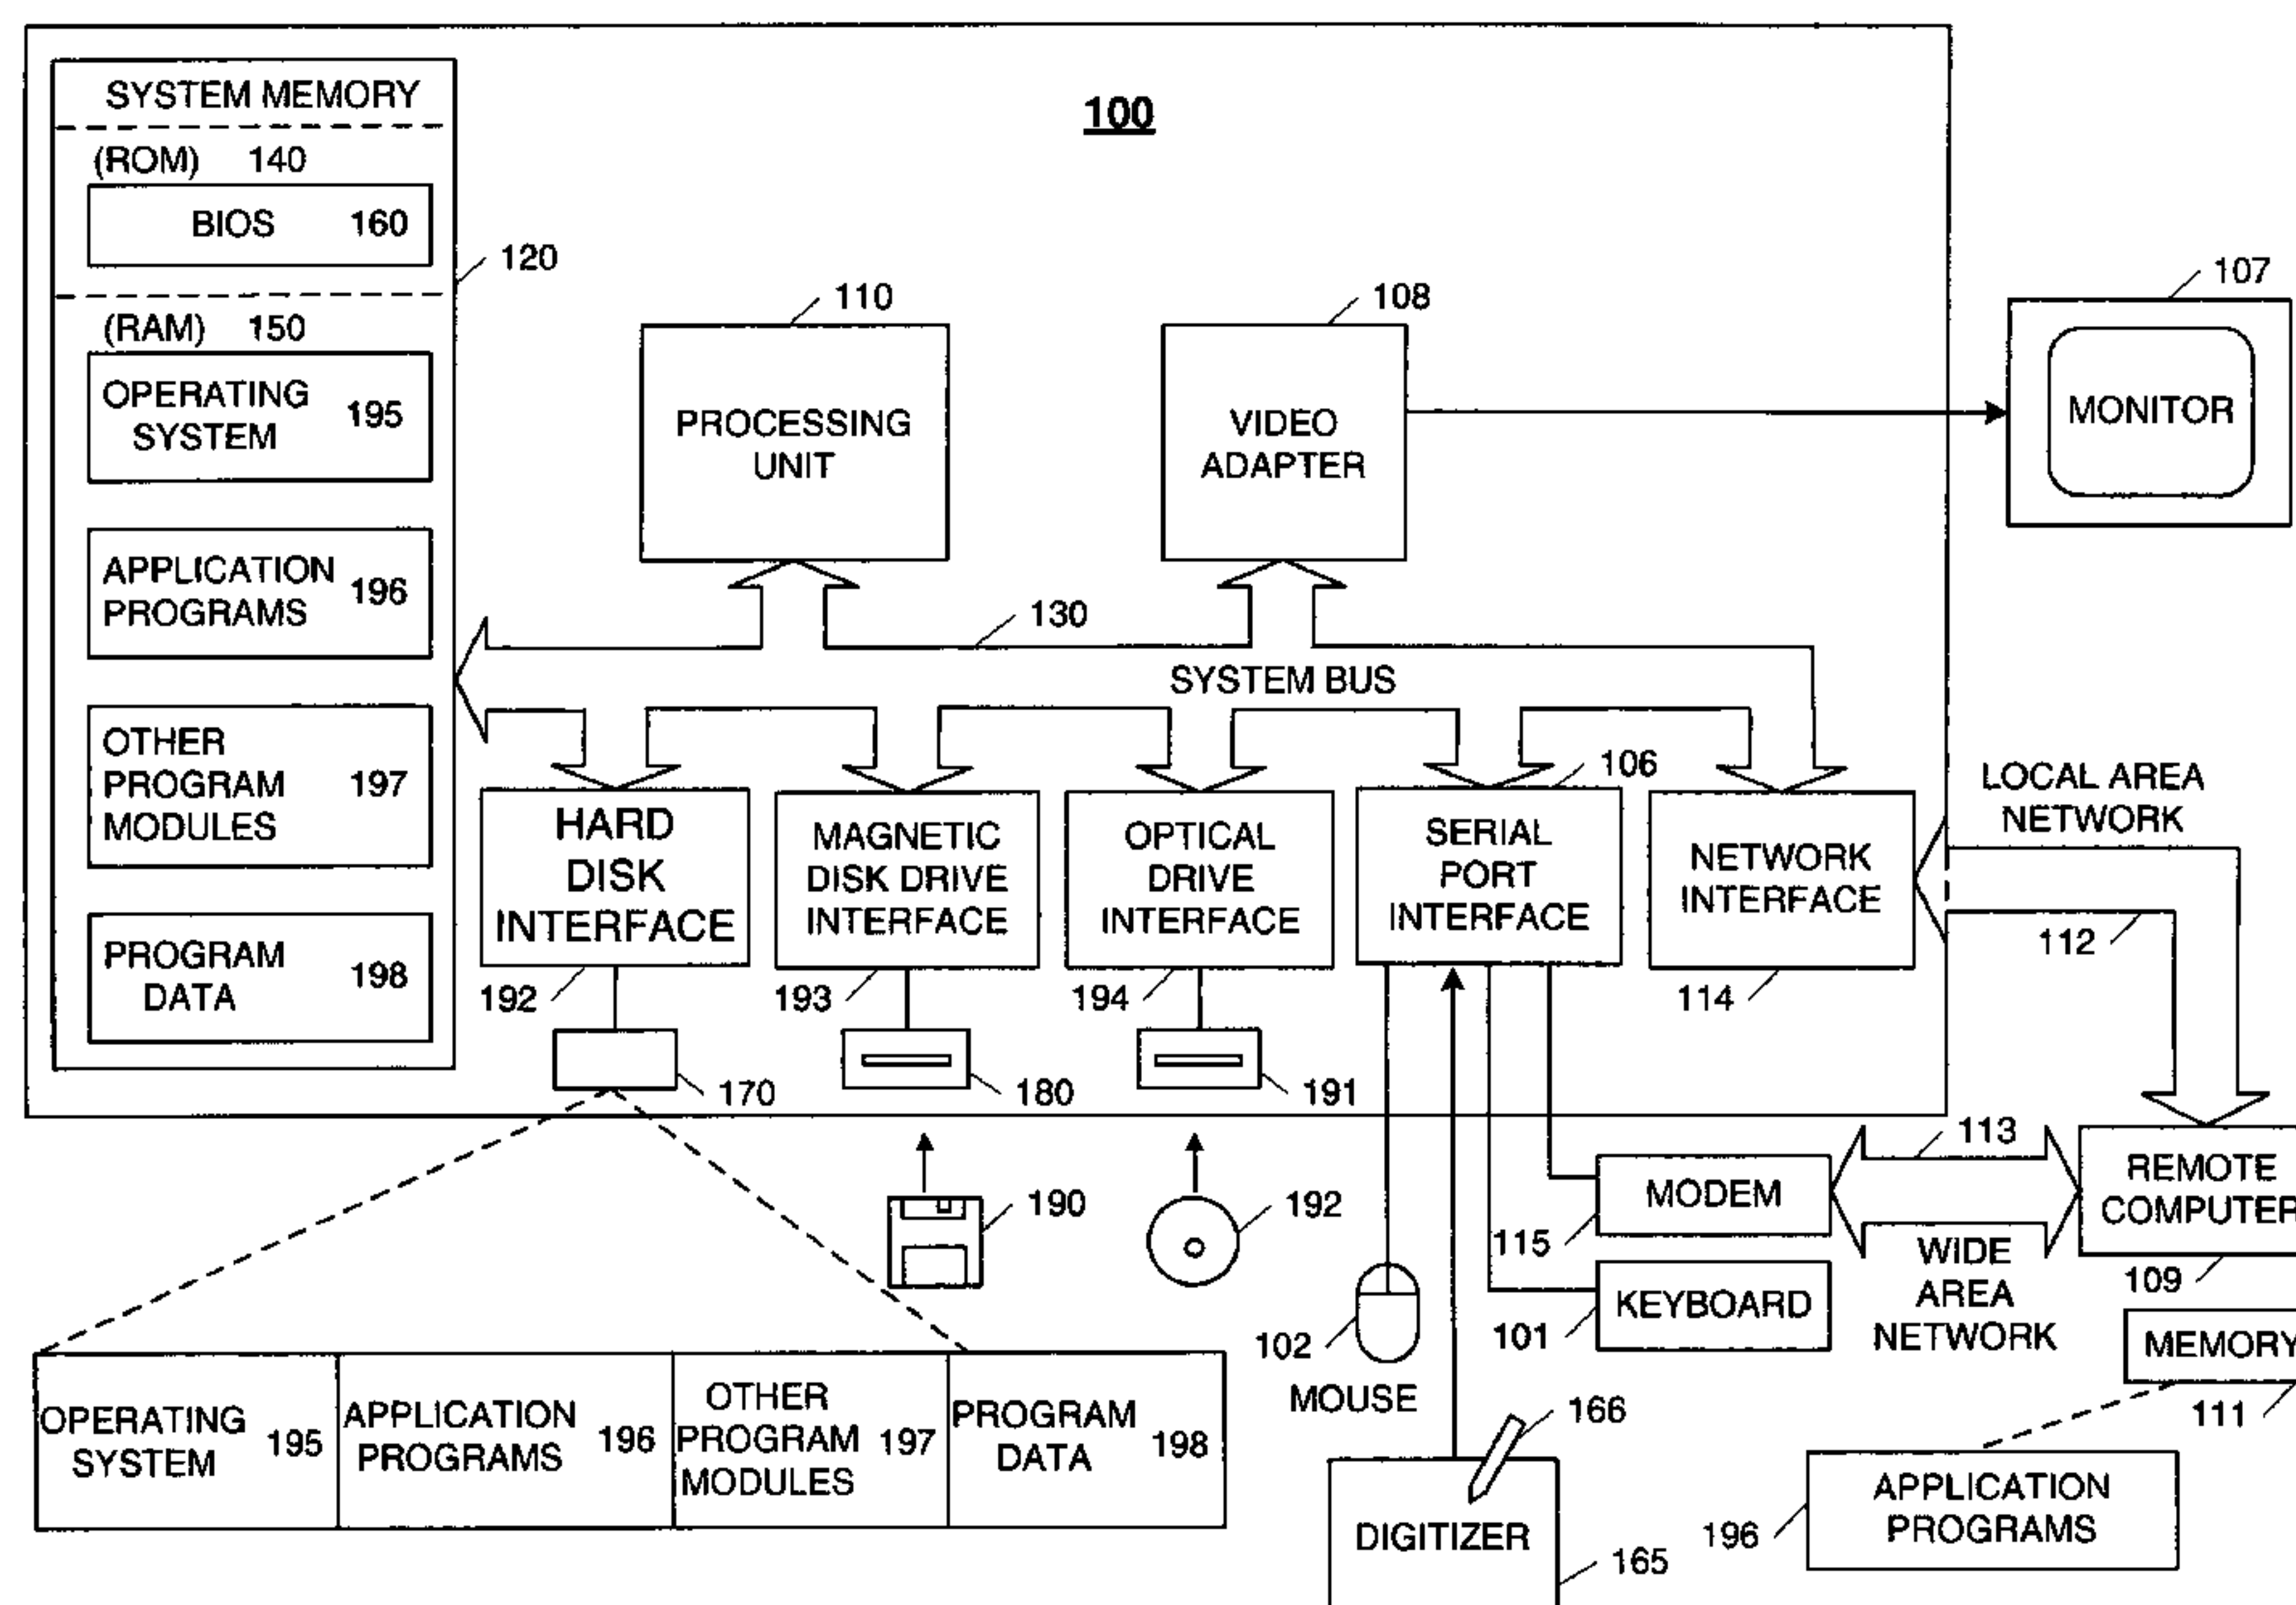 100
SYSTEM MEMORY
(ROM) 140
BIOS 160
120
(RAM) 150
OPERATING
SYSTEM
195
APPLICATION
PROGRAMS
196
OTHER
PROGRAM
MODULES
197
PROGRAM
DATA
198
110
PROCESSING
UNIT
108
VIDEO
ADAPTER
107
MONITOR
130
SYSTEM BUS
HARD
DISK
INTERFACE
192
MAGNETIC
DISK DRIVE
INTERFACE
193
OPTICAL
DRIVE
INTERFACE
194
106
SERIAL
PORT
INTERFACE
NETWORK
INTERFACE
114
LOCAL AREA
NETWORK
112
170
180
191
190
192
113
MODEM
115
WIDE
AREA
NETWORK
REMOTE
COMPUTER
109
KEYBOARD
101
102
MOUSE
MEMORY
111
166
DIGITIZER
165
APPLICATION
PROGRAMS
196
OPERATING
SYSTEM
195
APPLICATION
PROGRAMS
196
OTHER
PROGRAM
MODULES
197
PROGRAM
DATA
198